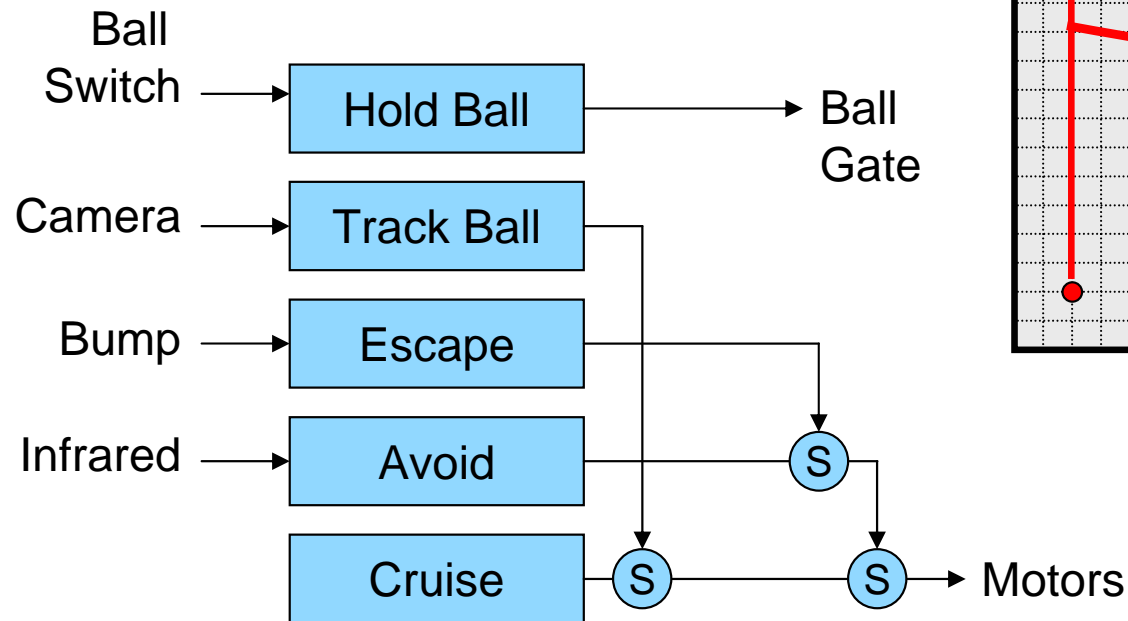 Ball
Switch
Hold Ball
Ball
Gate
Camera
Track Ball
Bump
Escape
Infrared
Avoid
S
Cruise
S
S
Motors